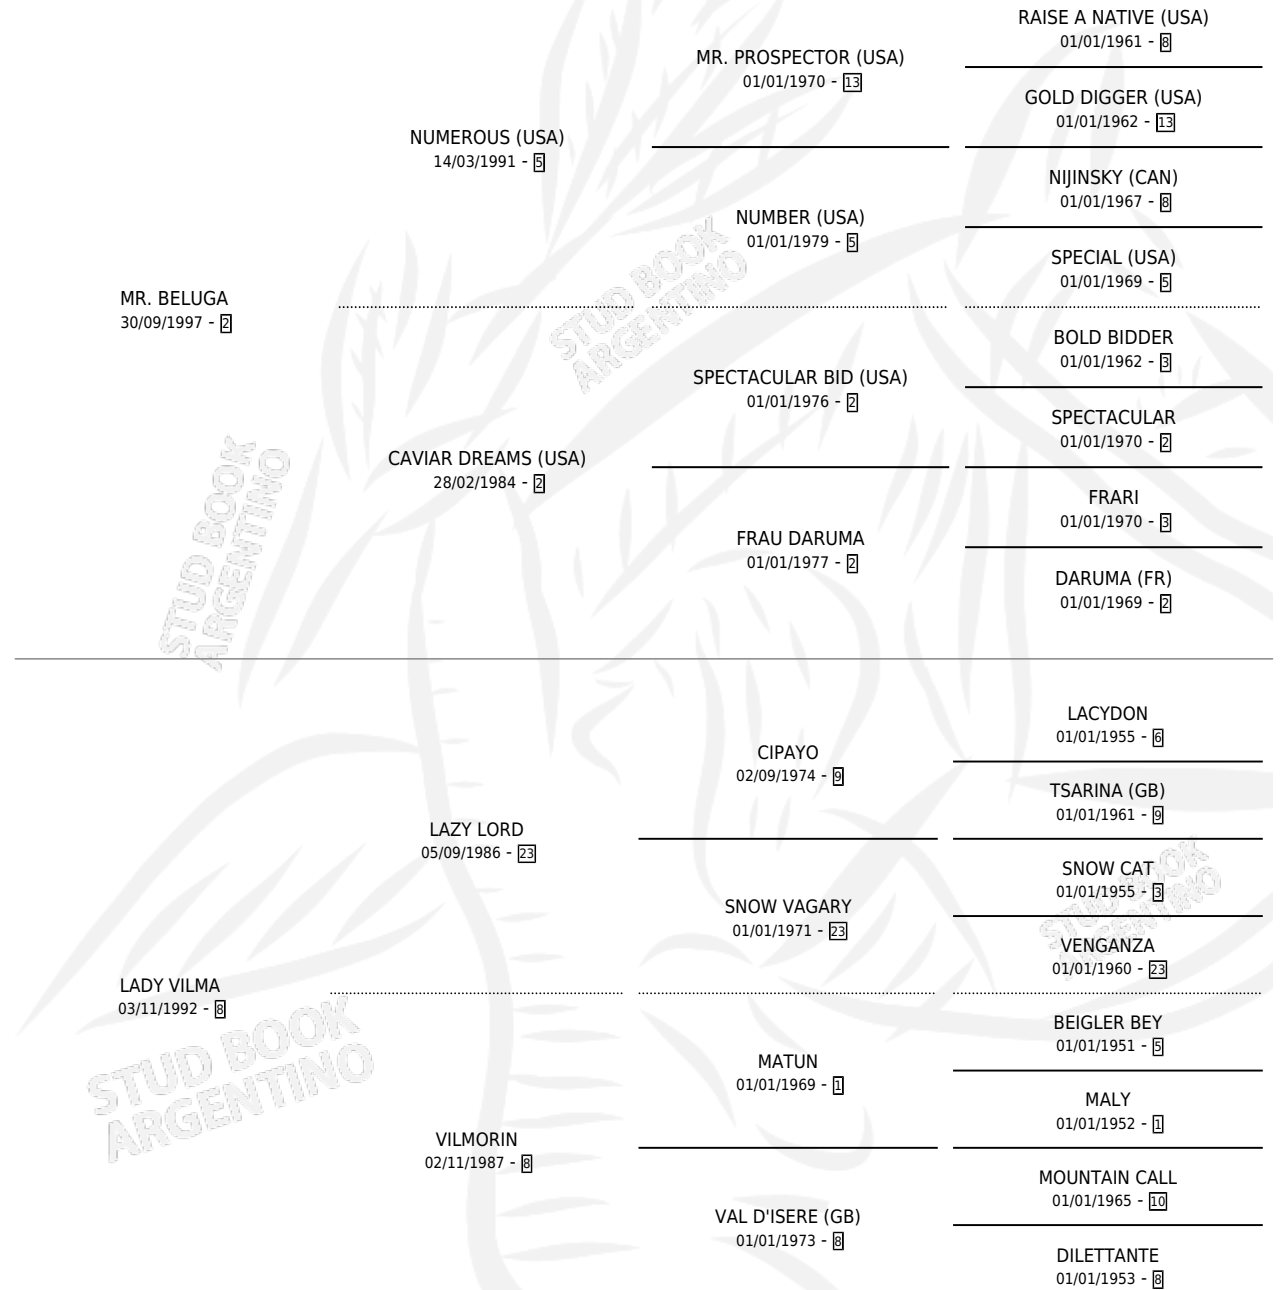 RAISE A NATIVE (USA)
01/01/1961 - 8
MR. PROSPECTOR (USA)
01/01/1970 - 13
GOLD DIGGER (USA)
01/01/1962 - 13
NUMEROUS (USA)
14/03/1991 - 5
NIJINSKY (CAN)
01/01/1967 - 8
NUMBER (USA)
01/01/1979 - 5
SPECIAL (USA)
01/01/1969 - 5
MR. BELUGA
30/09/1997 - 2
STUD BOOK
ARGENTINO
BOLD BIDDER
01/01/1962 - 3
SPECTACULAR BID (USA)
01/01/1976 - 2
SPECTACULAR
01/01/1970 - 2
CAVIAR DREAMS (USA)
28/02/1984 - 2
FRARI
01/01/1970 - 3
FRAU DARUMA
01/01/1977 - 2
DARUMA (FR)
01/01/1969 - 2
STUD BOOK
ARGENTINO
LACYDON
01/01/1955 - 6
CIPAYO
02/09/1974 - 9
TSARINA (GB)
01/01/1961 - 9
LAZY LORD
05/09/1986 - 23
SNOW CAT
01/01/1955 - 3
SNOW VAGARY
01/01/1971 - 23
STUD BOOK
ARGENTINO
VENGANZA
01/01/1960 - 23
LADY VILMA
03/11/1992 - 8
STUD BOOK
ARGENTINO
BEIGLER BEY
01/01/1951 - 5
MATUN
01/01/1969 - 1
MALY
01/01/1952 - 1
VILMORIN
02/11/1987 - 8
MOUNTAIN CALL
01/01/1965 - 10
VAL D'ISERE (GB)
01/01/1973 - 8
DILETTANTE
01/01/1953 - 8